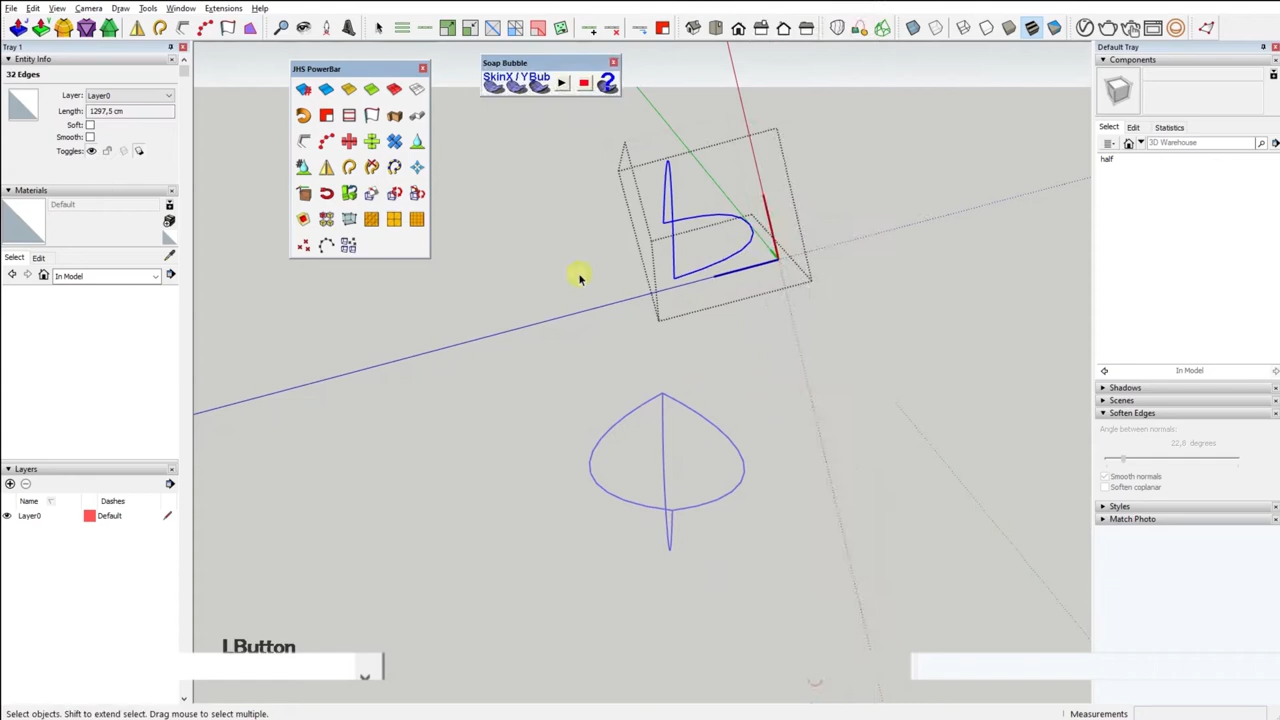 File Edit View Camera Draw Tools Window Extensions Help
Tray 1
Entity Info
32 Edges
Layer: Layer0
Length: 1297,5 cm
Soft:
Smooth:
Toggles:
Materials
Default
Select Edit
In Model
Layers
Name Dashes
Layer0 Default
JHS PowerBar
Soap Bubble
SkinX / YBub
?
LButton
Default Tray
Components
Select Edit Statistics
3D Warehouse
half
In Model
Shadows
Scenes
Soften Edges
Angle between normals:
22,8 degrees
Smooth normals
Soften coplanar
Styles
Match Photo
Select objects. Shift to extend select. Drag mouse to select multiple.
Measurements